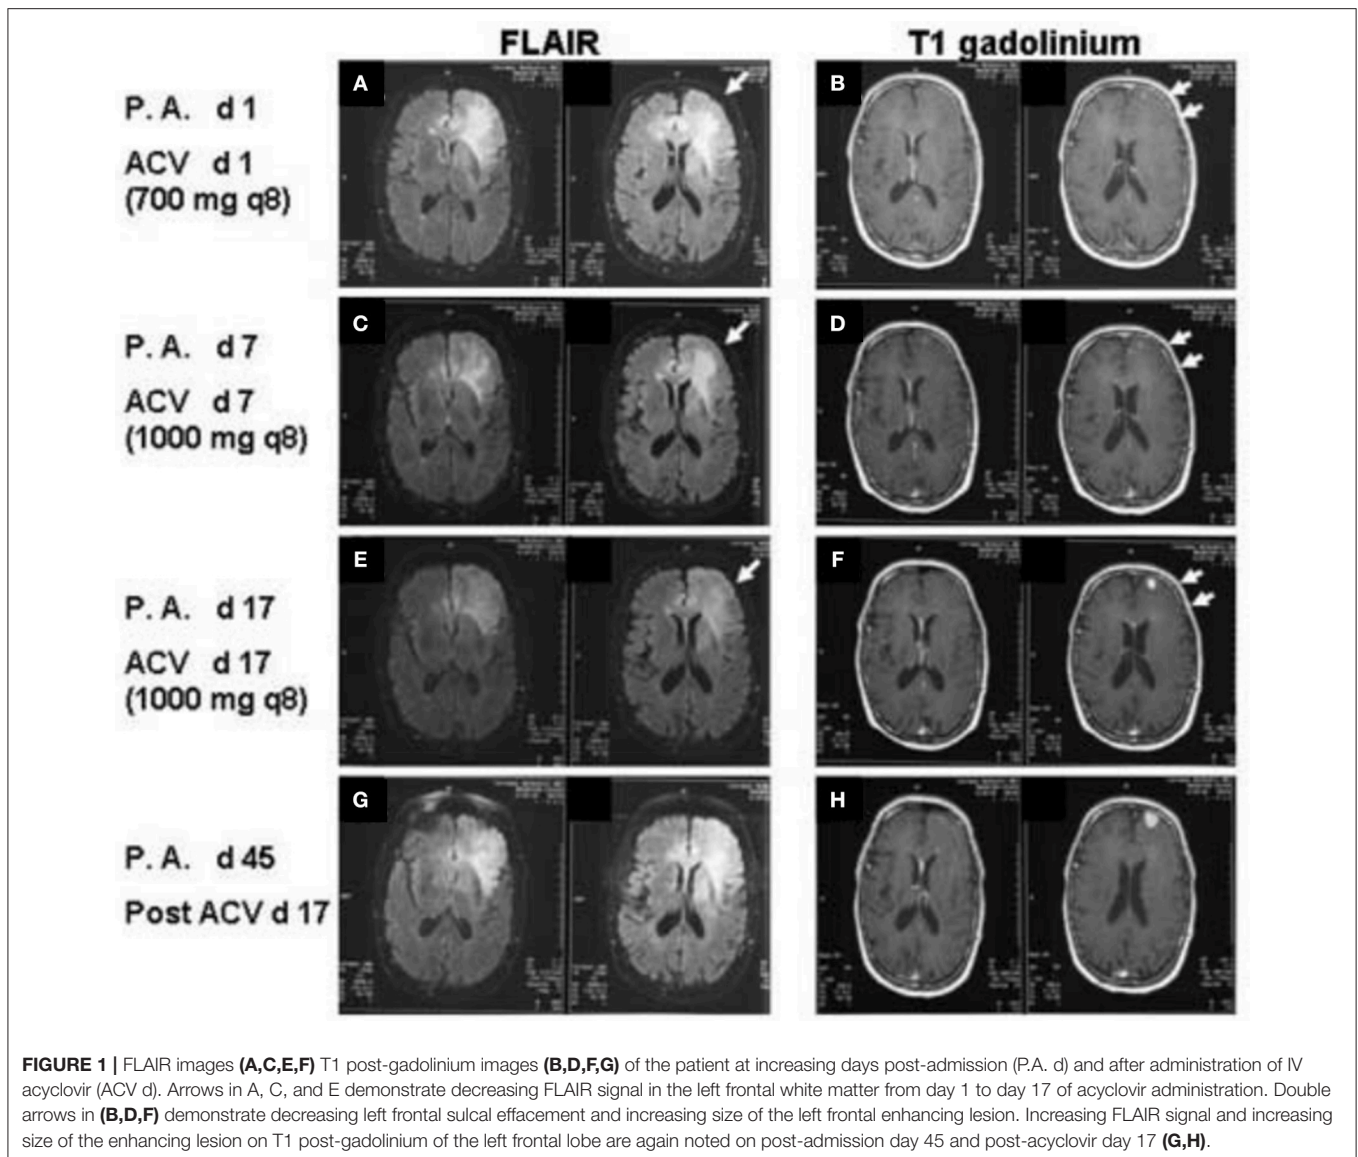 FLAIR
T1 gadolinium
P. A. d 1
ACV d 1
(700 mg q8)
A
B
P. A. d 7
ACV d 7
(1000 mg q8)
C
D
P. A. d 17
ACV d 17
(1000 mg q8)
E
F
P. A. d 45
Post ACV d 17
G
H
FIGURE 1 | FLAIR images (A,C,E,F) T1 post-gadolinium images (B,D,F,G) of the patient at increasing days post-admission (P.A. d) and after administration of IV
acyclovir (ACV d). Arrows in A, C, and E demonstrate decreasing FLAIR signal in the left frontal white matter from day 1 to day 17 of acyclovir administration. Double
arrows in (B,D,F) demonstrate decreasing left frontal sulcal effacement and increasing size of the left frontal enhancing lesion. Increasing FLAIR signal and increasing
size of the enhancing lesion on T1 post-gadolinium of the left frontal lobe are again noted on post-admission day 45 and post-acyclovir day 17 (G,H).